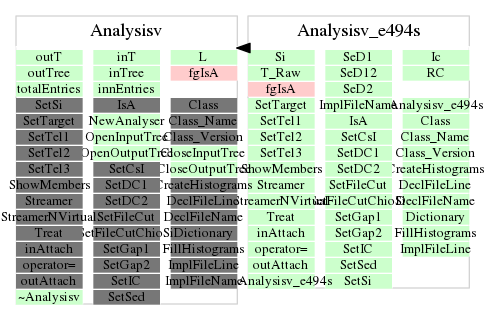 Analysisv
outT inT L
outTree inTree fgIsA
totalEntries innEntries
SetSi IsA Class
SetTarget NewAnalyser Class_Name
SetTel1 OpenInputTree Class_Version
SetTel2 OpenOutputTree CloseInputTree
SetTel3 SetCsI CloseOutputTree
ShowMembers SetDC1 CreateHistograms
Streamer SetDC2 DeclFileLine
StreamerNVirtual SetFileCut DeclFileName
Treat SetFileCutChioSi Dictionary
inAttach SetGap1 FillHistograms
operator= SetGap2 ImplFileLine
outAttach SetIC ImplFileName
~Analysisv SetSed
Analysisv_e494s
Si SeD1 Ic
T_Raw SeD12 RC
fgIsA SeD2
SetTarget ImplFileName Analysisv_e494s
SetTel1 IsA Class
SetTel2 SetCsI Class_Name
SetTel3 SetDC1 Class_Version
ShowMembers SetDC2 CreateHistograms
Streamer SetFileCut DeclFileLine
StreamerNVirtual SetFileCutChioSi DeclFileName
Treat SetGap1 Dictionary
inAttach SetGap2 FillHistograms
operator= SetIC ImplFileLine
outAttach SetSed
~Analysisv_e494s SetSi